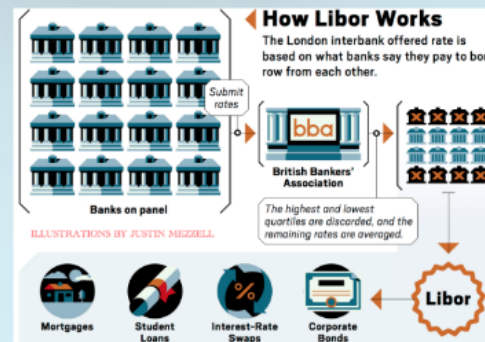 How Libor Works
The London interbank offered rate is
based on what banks say they pay to bor
row from each other.
Submit
rates
bba
British Bankers'
Association
Banks on panel
The highest and lowest
quartiles are discarded, and the
remaining rates are averaged.
ILLUSTRATIONS BY JUSTIN MEZZELL
Libor
Mortgages
Student
Loans
Interest-Rate
Swaps
Corporate
Bonds